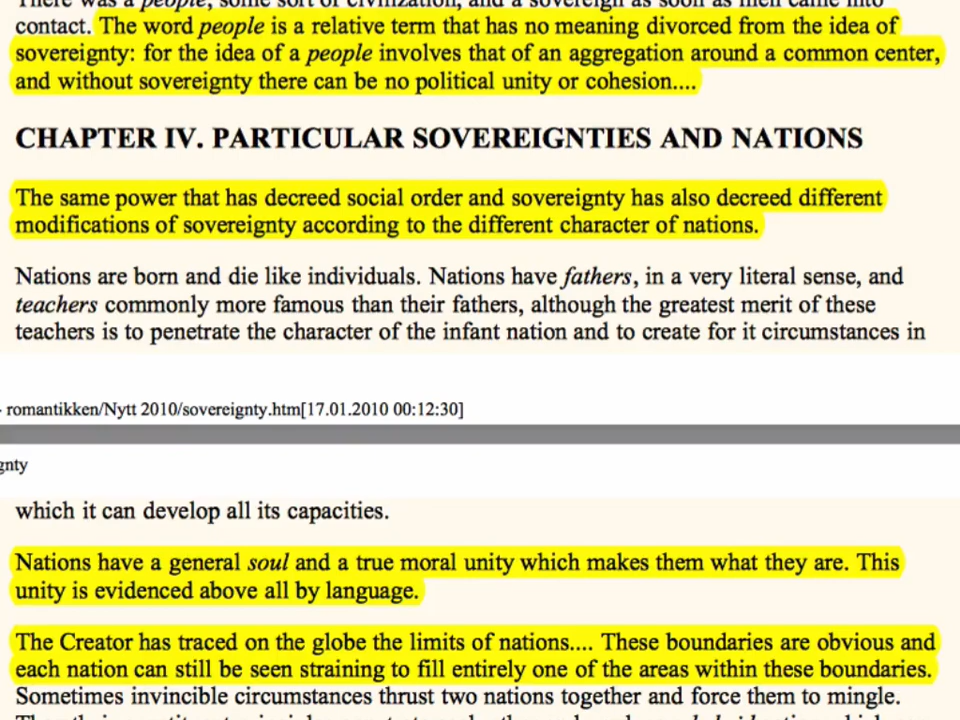 There was a people, some sort of civilization, and a sovereign as soon as men came into
contact. The word people is a relative term that has no meaning divorced from the idea of
sovereignty: for the idea of a people involves that of an aggregation around a common center,
and without sovereignty there can be no political unity or cohesion....
CHAPTER IV. PARTICULAR SOVEREIGNTIES AND NATIONS
The same power that has decreed social order and sovereignty has also decreed different
modifications of sovereignty according to the different character of nations.
Nations are born and die like individuals. Nations have fathers, in a very literal sense, and
teachers commonly more famous than their fathers, although the greatest merit of these
teachers is to penetrate the character of the infant nation and to create for it circumstances in
romantikken/Nytt 2010/sovereignty.htm[17.01.2010 00:12:30]
gnty
which it can develop all its capacities.
Nations have a general soul and a true moral unity which makes them what they are. This
unity is evidenced above all by language.
The Creator has traced on the globe the limits of nations.... These boundaries are obvious and
each nation can still be seen straining to fill entirely one of the areas within these boundaries.
Sometimes invincible circumstances thrust two nations together and force them to mingle.